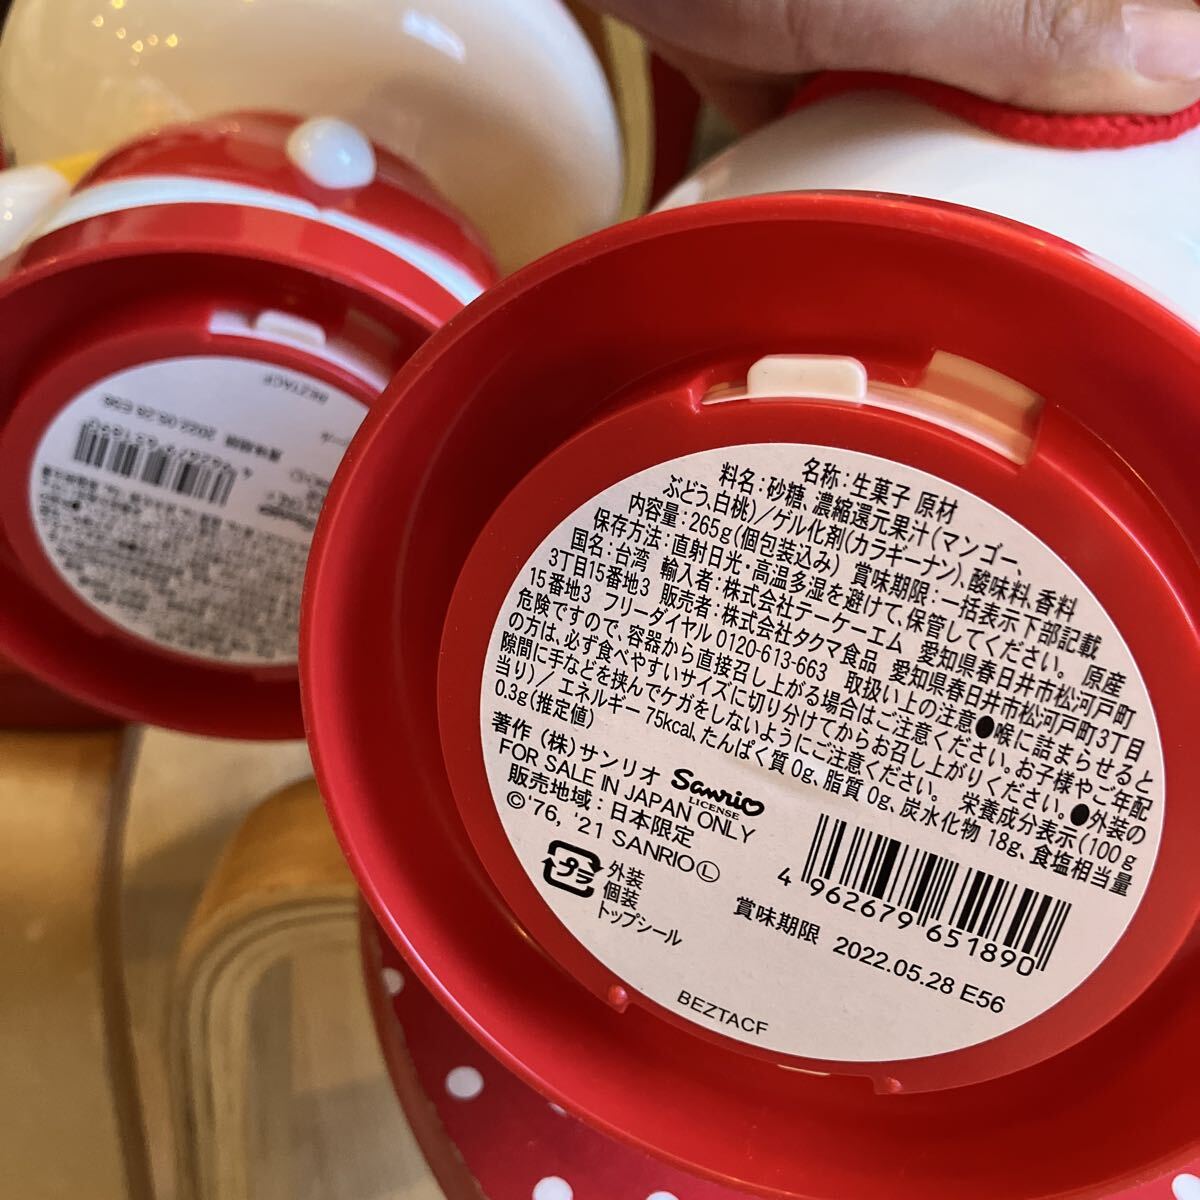 名称:生菓子 原材
料名:砂糖、濃縮還元果汁(マンゴー、
ぶどう、白桃)/ゲル化剤(カラギーナン)、酸味料、香料
内容量:265g(個包装込み) 賞味期限:一括表示下部記載
保存方法:直射日光・高温多湿を避けて、保管してください。 原産
国名:台湾 輸入者:株式会社テーケーエム 愛知県春日井市松河戸町
3丁目15番地3 販売者:株式会社タクマ食品 愛知県春日井市松河戸町3丁目
15番地3 フリーダイヤル 0120-613-663 取扱い上の注意●喉に詰まらせると
危険ですので、容器から直接召し上がる場合はご注意ください。お子様やご年配
の方は、必ず食べやすいサイズに切り分けてからお召し上がりください。●外装の
隙間に手などを挟んでケガをしないようにご注意ください。 栄養成分表示(100g
当り)/エネルギー 75kcal、たんぱく質 0g、脂質 0g、炭水化物 18g、食塩相当量
0.3g(推定値)
著作 (株)サンリオ Sanrio LICENSE
FOR SALE IN JAPAN ONLY
販売地域:日本限定
©'76, '21 SANRIO Ⓛ
プラ 外装
個装
トップシール
4 962679 651890
賞味期限 2022.05.28 E56
BEZTACF
BEZTACF
賞味期限 2022.05.28 E56